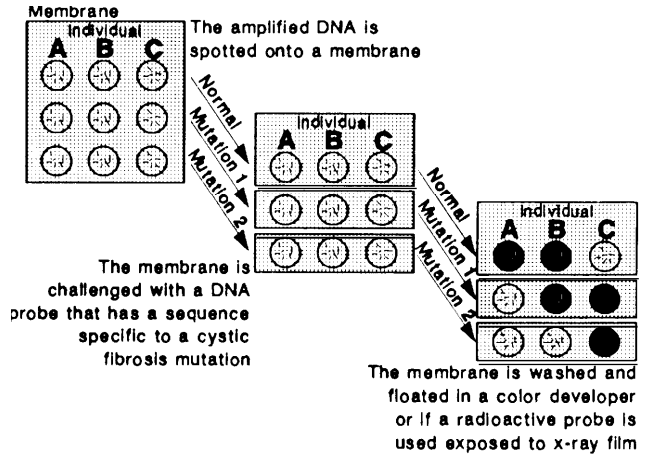 Membrane
Individual
A B C
The amplified DNA is
spotted onto a membrane
Normal
Mutation 1
Mutation 2
Individual
A B C
The membrane is
challenged with a DNA
probe that has a sequence
specific to a cystic
fibrosis mutation
Normal
Mutation 1
Mutation 2
Individual
A B C
The membrane is washed and
floated in a color developer
or if a radioactive probe is
used exposed to x-ray film